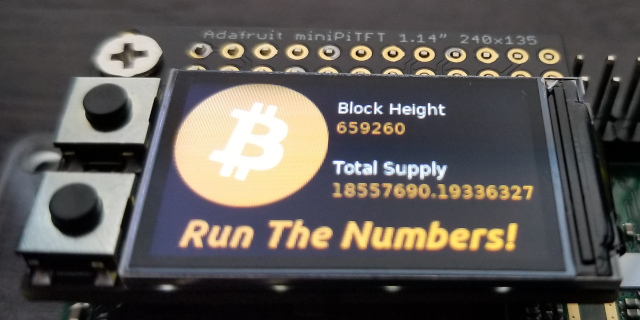 Adafruit miniPiTFT 1.14" 240x135
Block Height
659260
Total Supply
18557690.19336327
Run The Numbers!